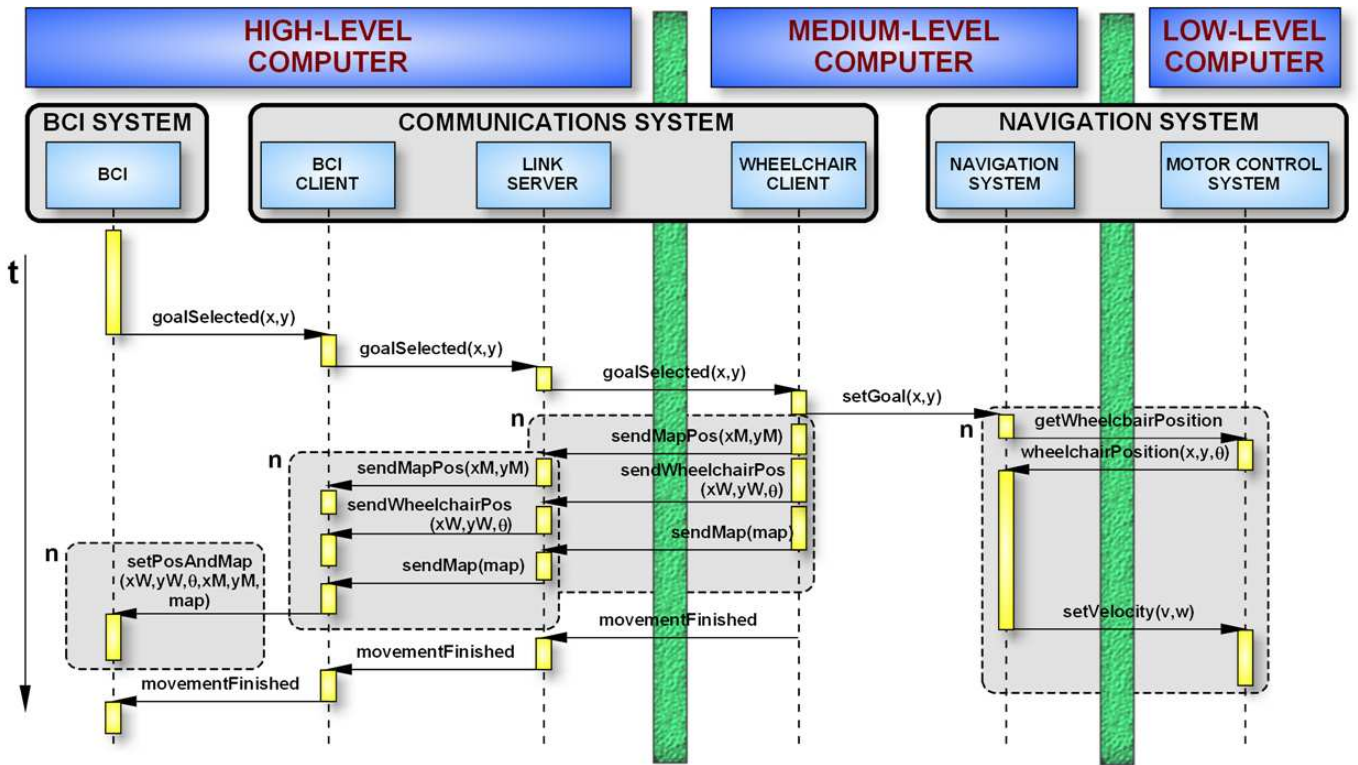 HIGH-LEVEL
COMPUTER
MEDIUM-LEVEL
COMPUTER
LOW-LEVEL
COMPUTER
BCI SYSTEM
COMMUNICATIONS SYSTEM
NAVIGATION SYSTEM
BCI
BCI
CLIENT
LINK
SERVER
WHEELCHAIR
CLIENT
NAVIGATION
SYSTEM
MOTOR CONTROL
SYSTEM
t
goalSelected(x,y)
goalSelected(x,y)
goalSelected(x,y)
setGoal(x,y)
n
getWheelcbairPosition
wheelchairPosition(x,y,θ)
setVelocity(v,w)
n
sendMapPos(xM,yM)
sendWheelchairPos
(xW,yW,θ)
sendMap(map)
n
sendMapPos(xM,yM)
sendWheelchairPos
(xW,yW,θ)
sendMap(map)
n
setPosAndMap
(xW,yW,θ,xM,yM,
map)
movementFinished
movementFinished
movementFinished